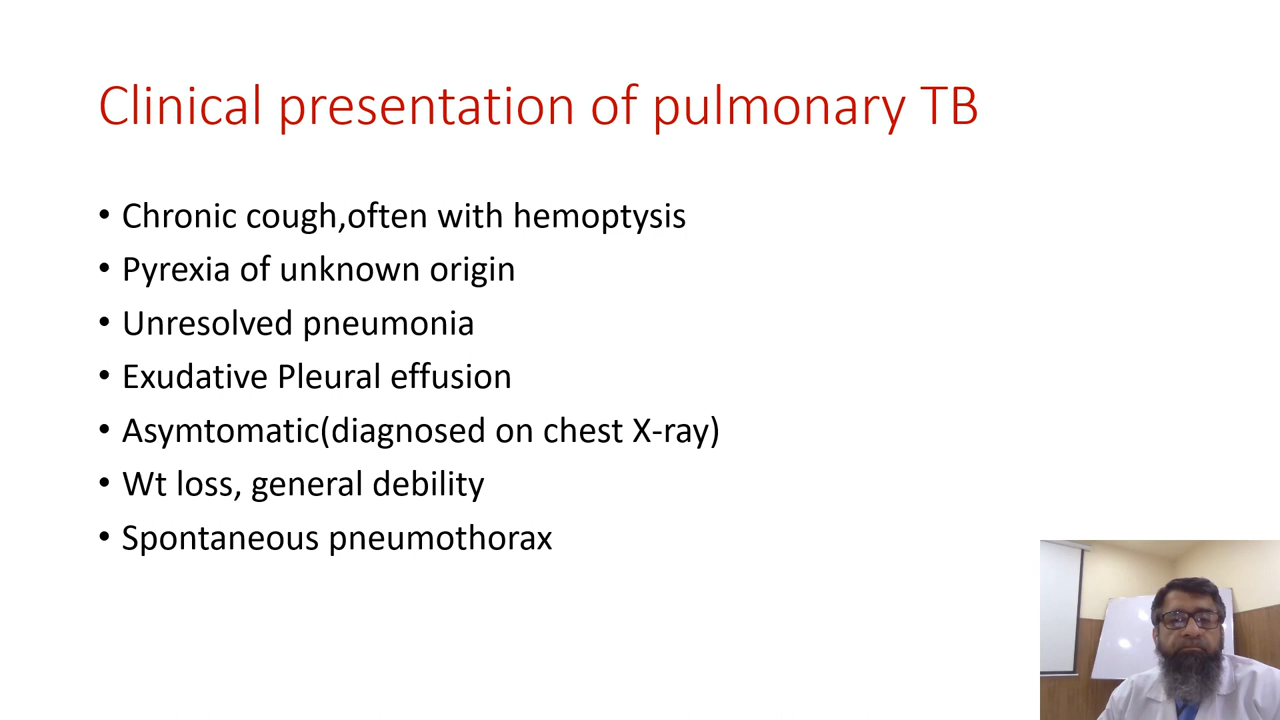 Clinical presentation of pulmonary TB
• Chronic cough,often with hemoptysis
• Pyrexia of unknown origin
• Unresolved pneumonia
• Exudative Pleural effusion
• Asymtomatic(diagnosed on chest X-ray)
• Wt loss, general debility
• Spontaneous pneumothorax